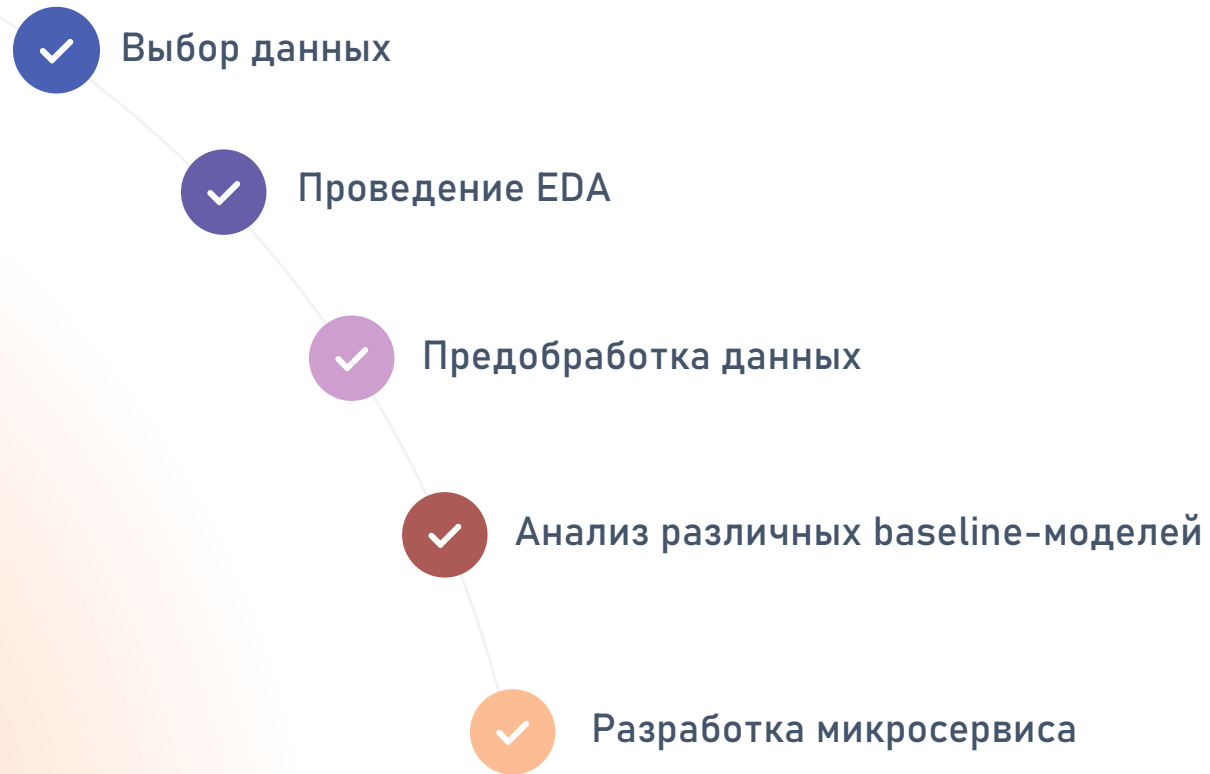 Выбор данных
Проведение EDA
Предобработка данных
Анализ различных baseline-моделей
Разработка микросервиса